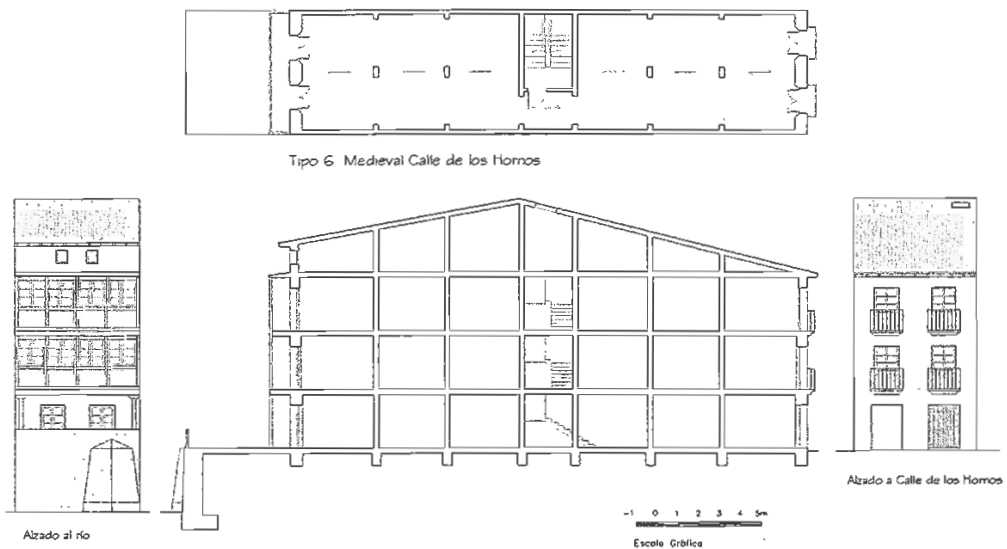 Tipo 6 Medieval Calle de los Hornos
Alzado a Calle de los Hornos
-1 0 1 2 3 4 5m
Escala Gráfica
Alzado al río